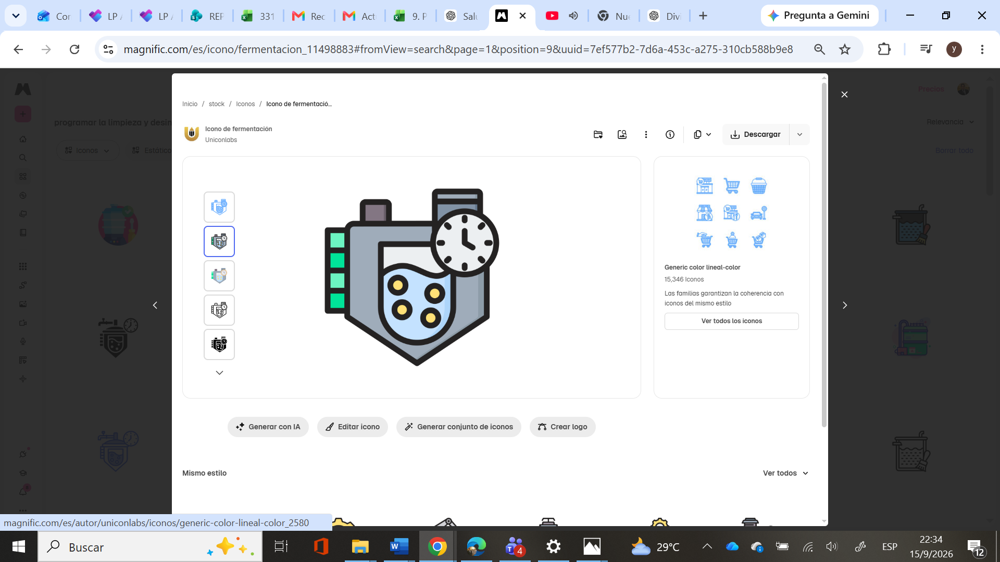 Cor
LP
LP
REF
331
Rec
Act
9. P
Salu
Nue
Divi
Pregunta a Gemini
magnific.com/es/icono/fermentacion_11498883#fromView=search&page=1&position=9&uuid=7ef577b2-7d6a-453c-a275-310cb588b9e8
y
Precios
Inicio / stock / Iconos / Icono de fermentació...
programar la limpieza y desin
Relevancia
Icono de fermentación
Uniconlabs
Descargar
Iconos
Estático
Borrar todo
Generic color lineal-color
15,346 Iconos
Las familias garantizan la coherencia con
iconos del mismo estilo
Ver todos los iconos
Generar con IA
Editar icono
Generar conjunto de iconos
Crear logo
Mismo estilo
Ver todos
magnific.com/es/autor/uniconlabs/iconos/generic-color-lineal-color_2580
Buscar
4
29°C
ESP
22:34
15/9/2026
12